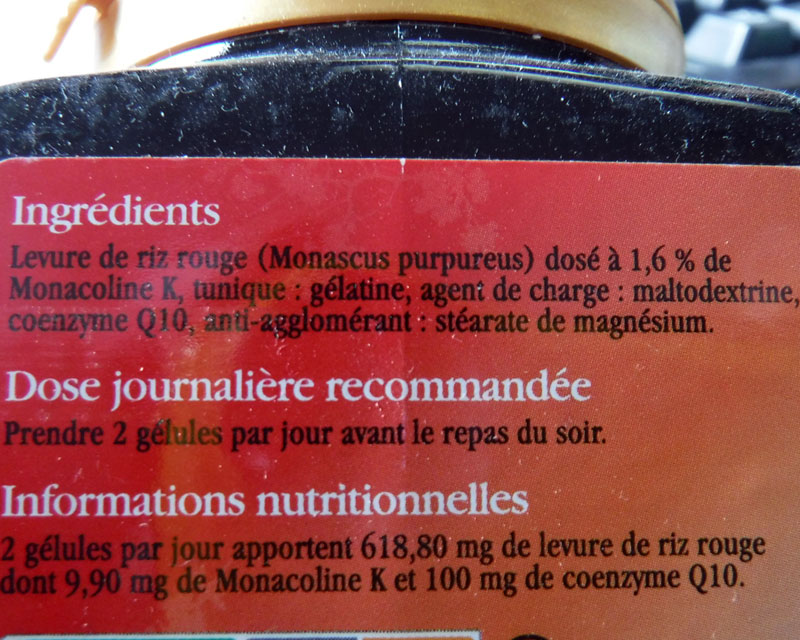 Ingrédients
Levure de riz rouge (Monascus purpureus) dosé à 1,6 % de
Monacoline K, tunique : gélatine, agent de charge : maltodextrine,
coenzyme Q10, anti-agglomérant : stéarate de magnésium.
Dose journalière recommandée
Prendre 2 gélules par jour avant le repas du soir.
Informations nutritionnelles
2 gélules par jour apportent 618,80 mg de levure de riz rouge
dont 9,90 mg de Monacoline K et 100 mg de coenzyme Q10.